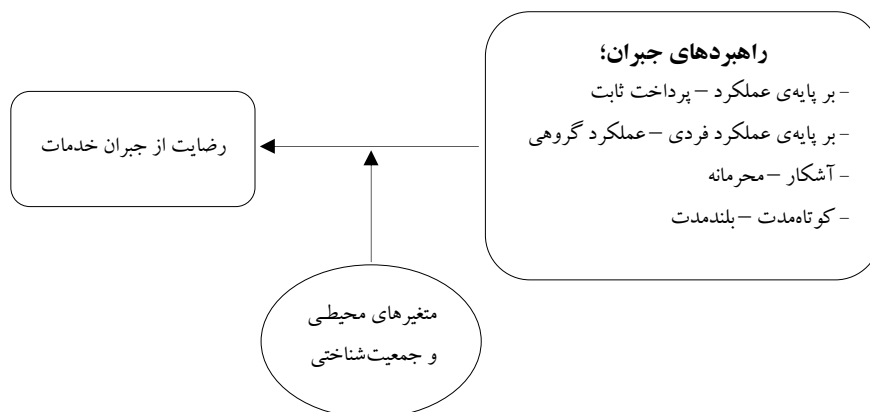 راهبردهای جبران؛
- بر پایه‌ی عملکرد – پرداخت ثابت
- بر پایه‌ی عملکرد فردی – عملکرد گروهی
- آشکار – محرمانه
- کوتاه‌مدت – بلندمدت
رضایت از جبران خدمات
متغیرهای محیطی
و جمعیت‌شناختی